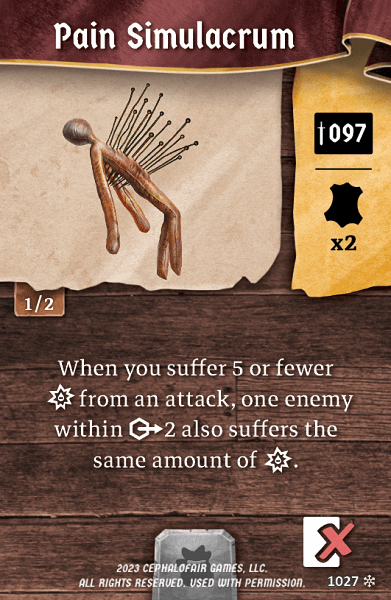 Pain Simulacrum
†097
x2
1/2
When you suffer 5 or fewer
from an attack, one enemy
within 2 also suffers the
same amount of .
2023 CEPHALOFAIR GAMES, LLC.
ALL RIGHTS RESERVED. USED WITH PERMISSION.
1027